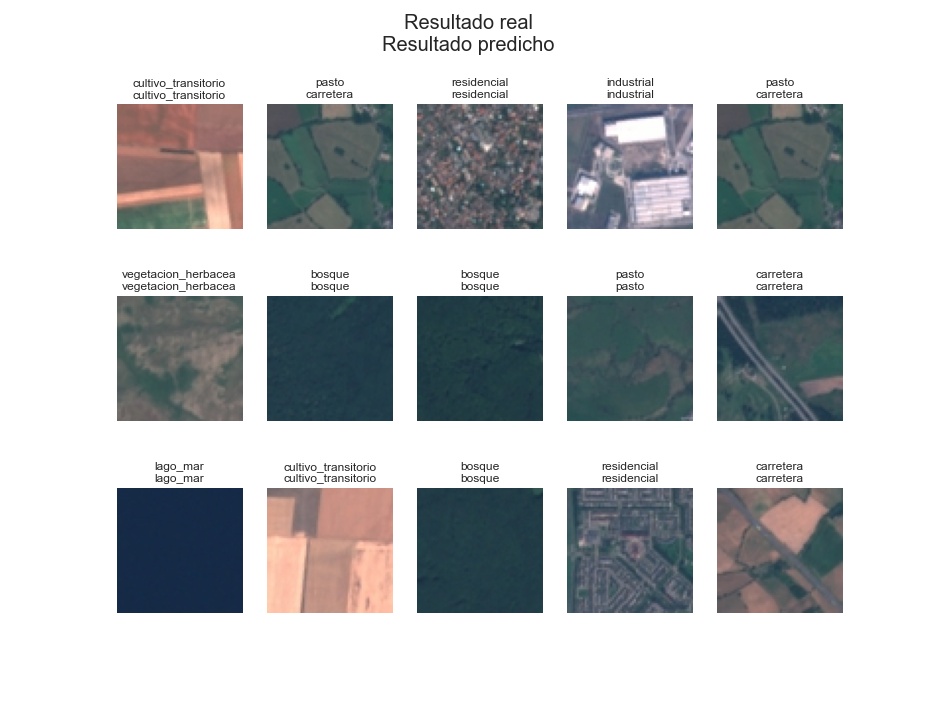 Resultado real
Resultado predicho
cultivo_transitorio
cultivo_transitorio
pasto
carretera
residencial
residencial
industrial
industrial
pasto
carretera
vegetacion_herbacea
vegetacion_herbacea
bosque
bosque
bosque
bosque
pasto
pasto
carretera
carretera
lago_mar
lago_mar
cultivo_transitorio
cultivo_transitorio
bosque
bosque
residencial
residencial
carretera
carretera